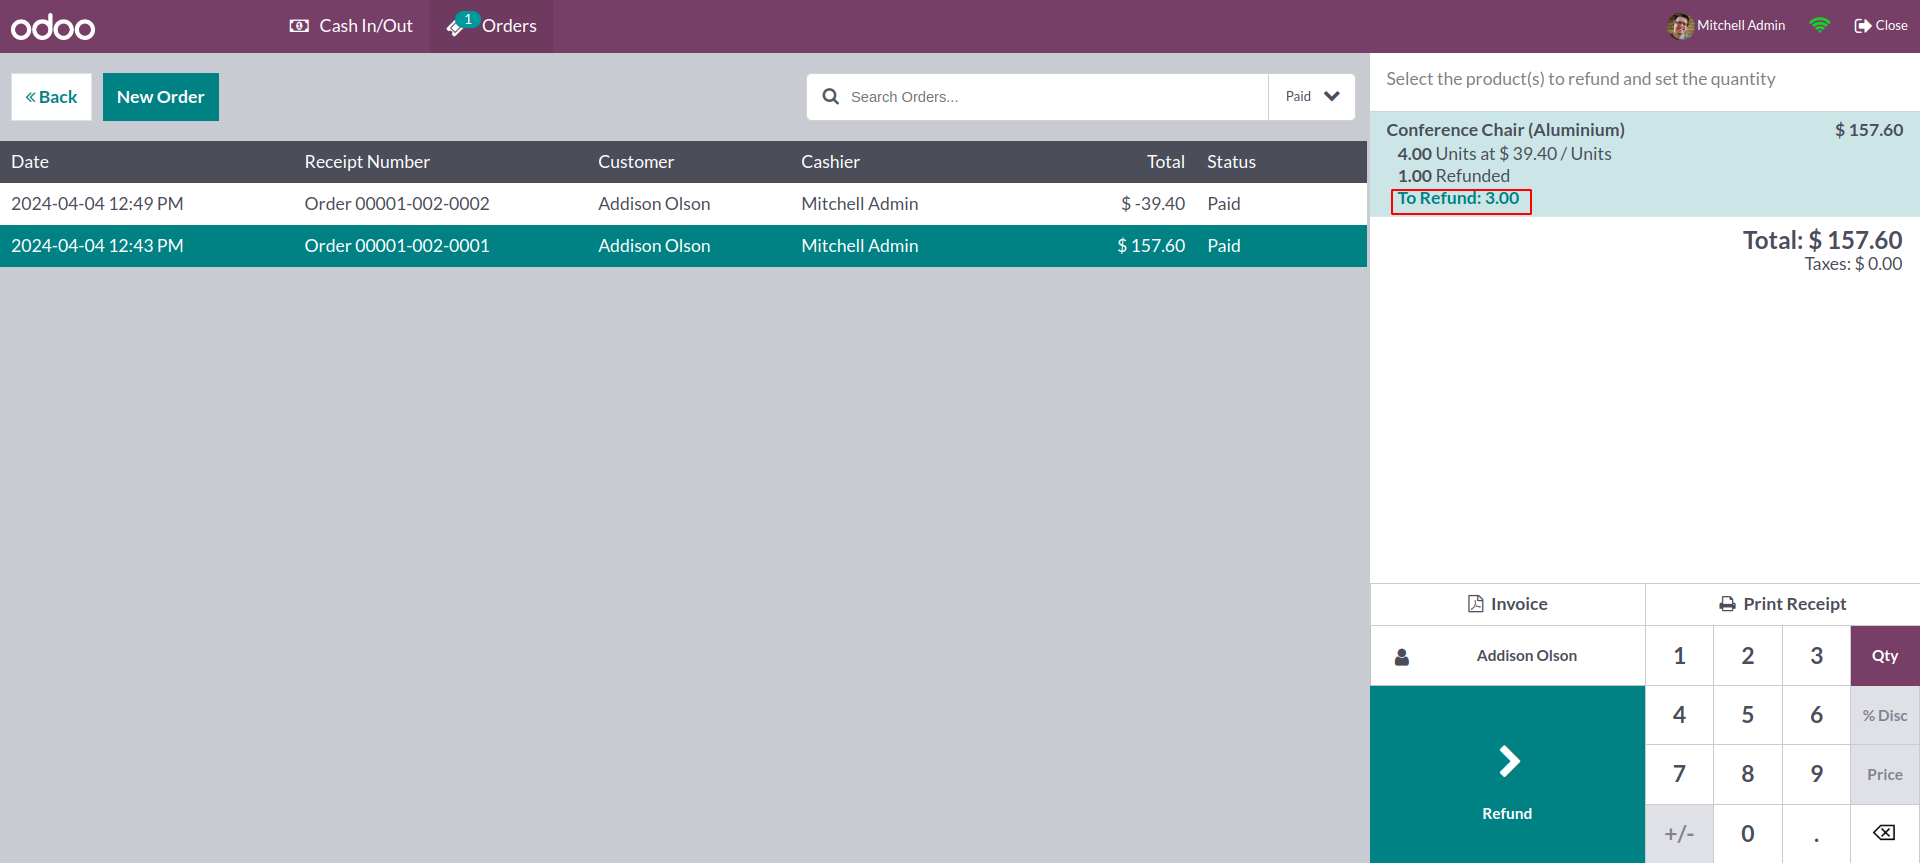 odoo Cash In/Out 1 Orders Mitchell Admin Close
Back New Order Search Orders... Paid
Date Receipt Number Customer Cashier Total Status
2024-04-04 12:49 PM Order 00001-002-0002 Addison Olson Mitchell Admin $ -39.40 Paid
2024-04-04 12:43 PM Order 00001-002-0001 Addison Olson Mitchell Admin $ 157.60 Paid
Select the product(s) to refund and set the quantity
Conference Chair (Aluminium) $ 157.60
4.00 Units at $ 39.40 / Units
1.00 Refunded
To Refund: 3.00
Total: $ 157.60
Taxes: $ 0.00
Invoice Print Receipt
Addison Olson 1 2 3 Qty
4 5 6 % Disc
7 8 9 Price
Refund
+/- 0 .